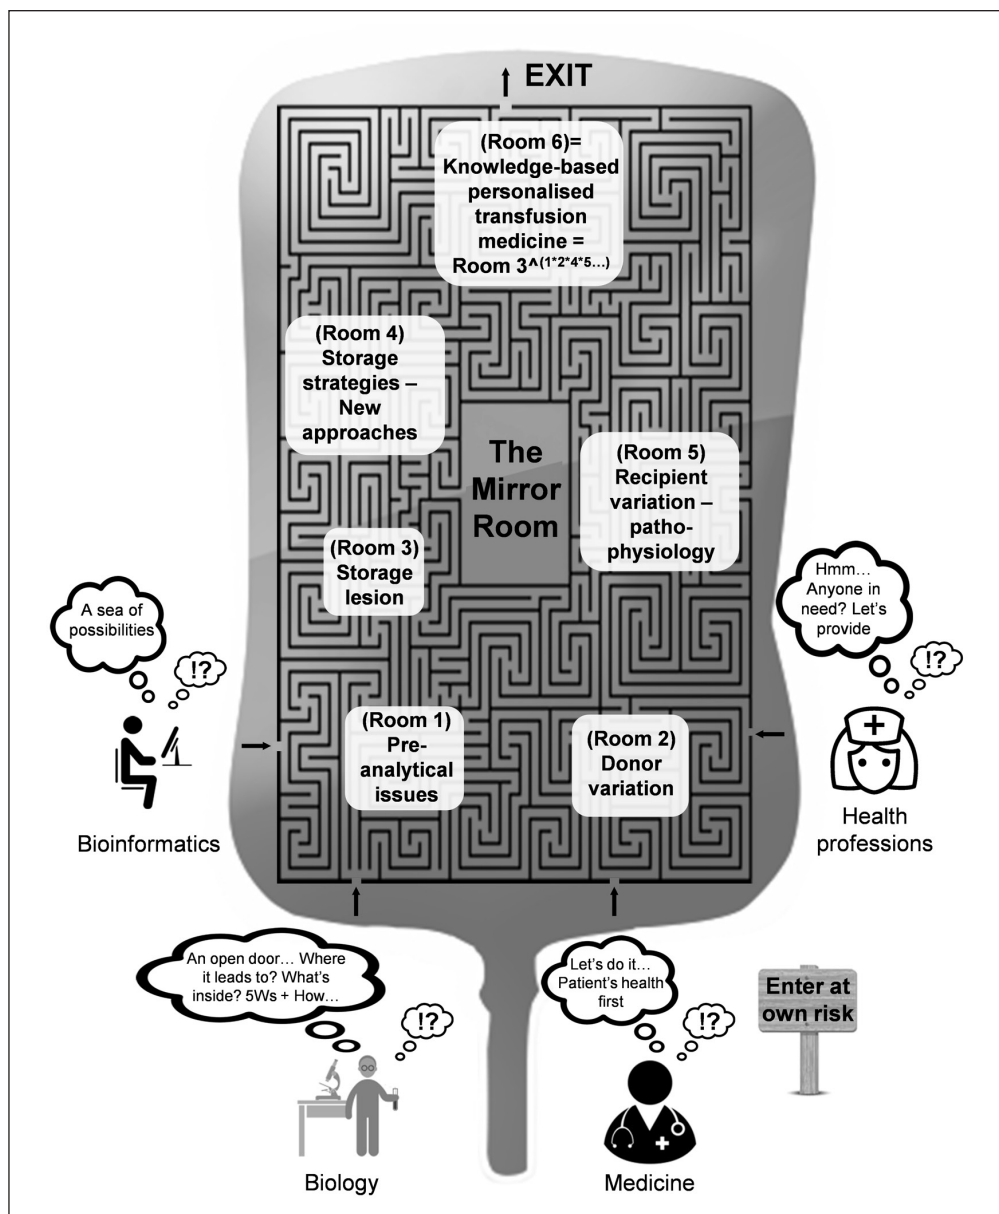 EXIT
(Room 6)=
Knowledge-based
personalised
transfusion
medicine =
Room 3^(1*2*4*5...)
(Room 4)
Storage
strategies –
New
approaches
The
Mirror
Room
(Room 5)
Recipient
variation –
patho-
physiology
(Room 3)
Storage
lesion
Hmm...
Anyone in
need? Let's
provide
!?
A sea of
possibilities
!?
(Room 1)
Pre-
analytical
issues
(Room 2)
Donor
variation
Bioinformatics
Health
professions
An open door... Where
it leads to? What's
inside? 5Ws + How...
!?
Let's do it...
Patient's health
first
!?
Enter at
own risk
Biology
Medicine